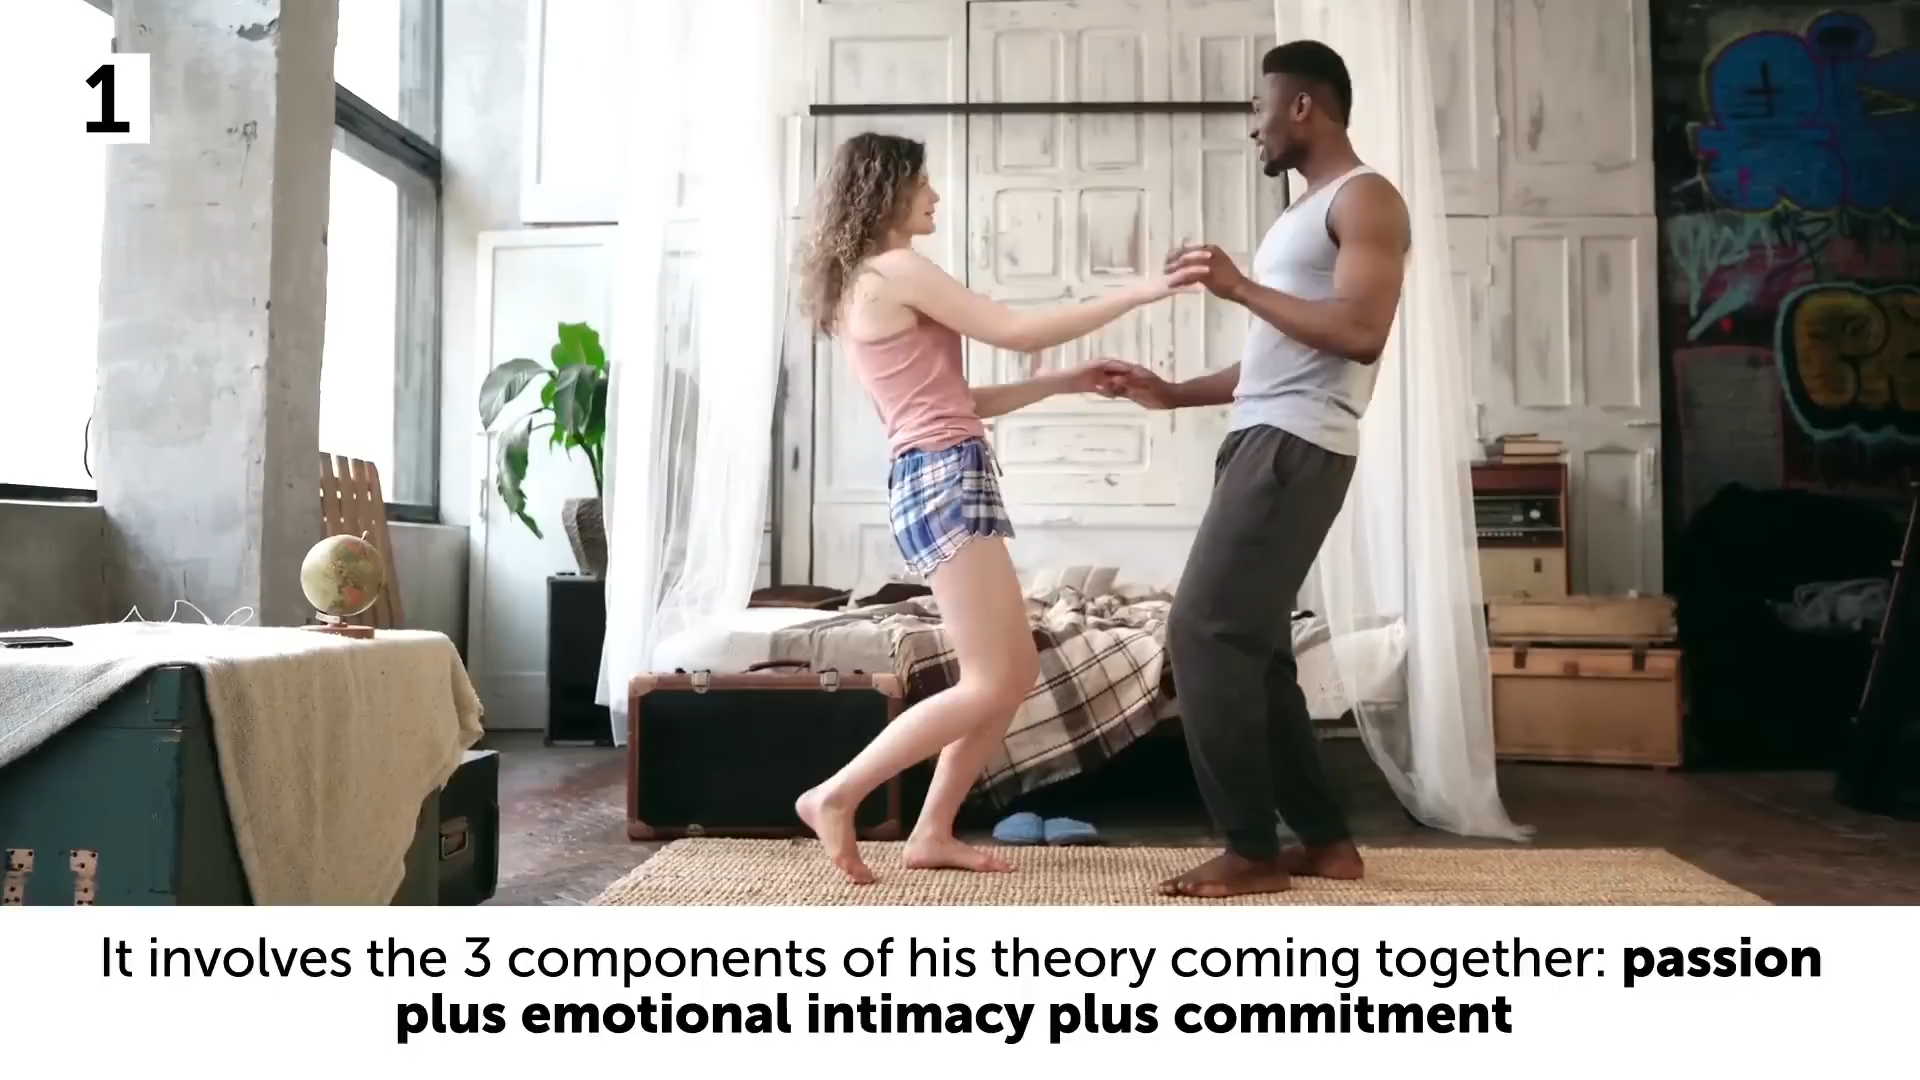 1
It involves the 3 components of his theory coming together: passion
plus emotional intimacy plus commitment